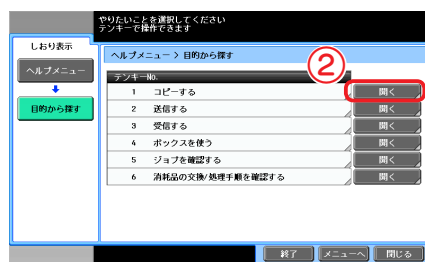 やりたいことを選択してください
テンキーで操作できます
しおり表示
ヘルプメニュー
目的から探す
ヘルプメニュー > 目的から探す
②
テンキーNo.
1 コピーする 開く
2 送信する 開く
3 受信する 開く
4 ボックスを使う 開く
5 ジョブを確認する 開く
6 消耗品の交換/処理手順を確認する 開く
終了 メニューへ 閉じる